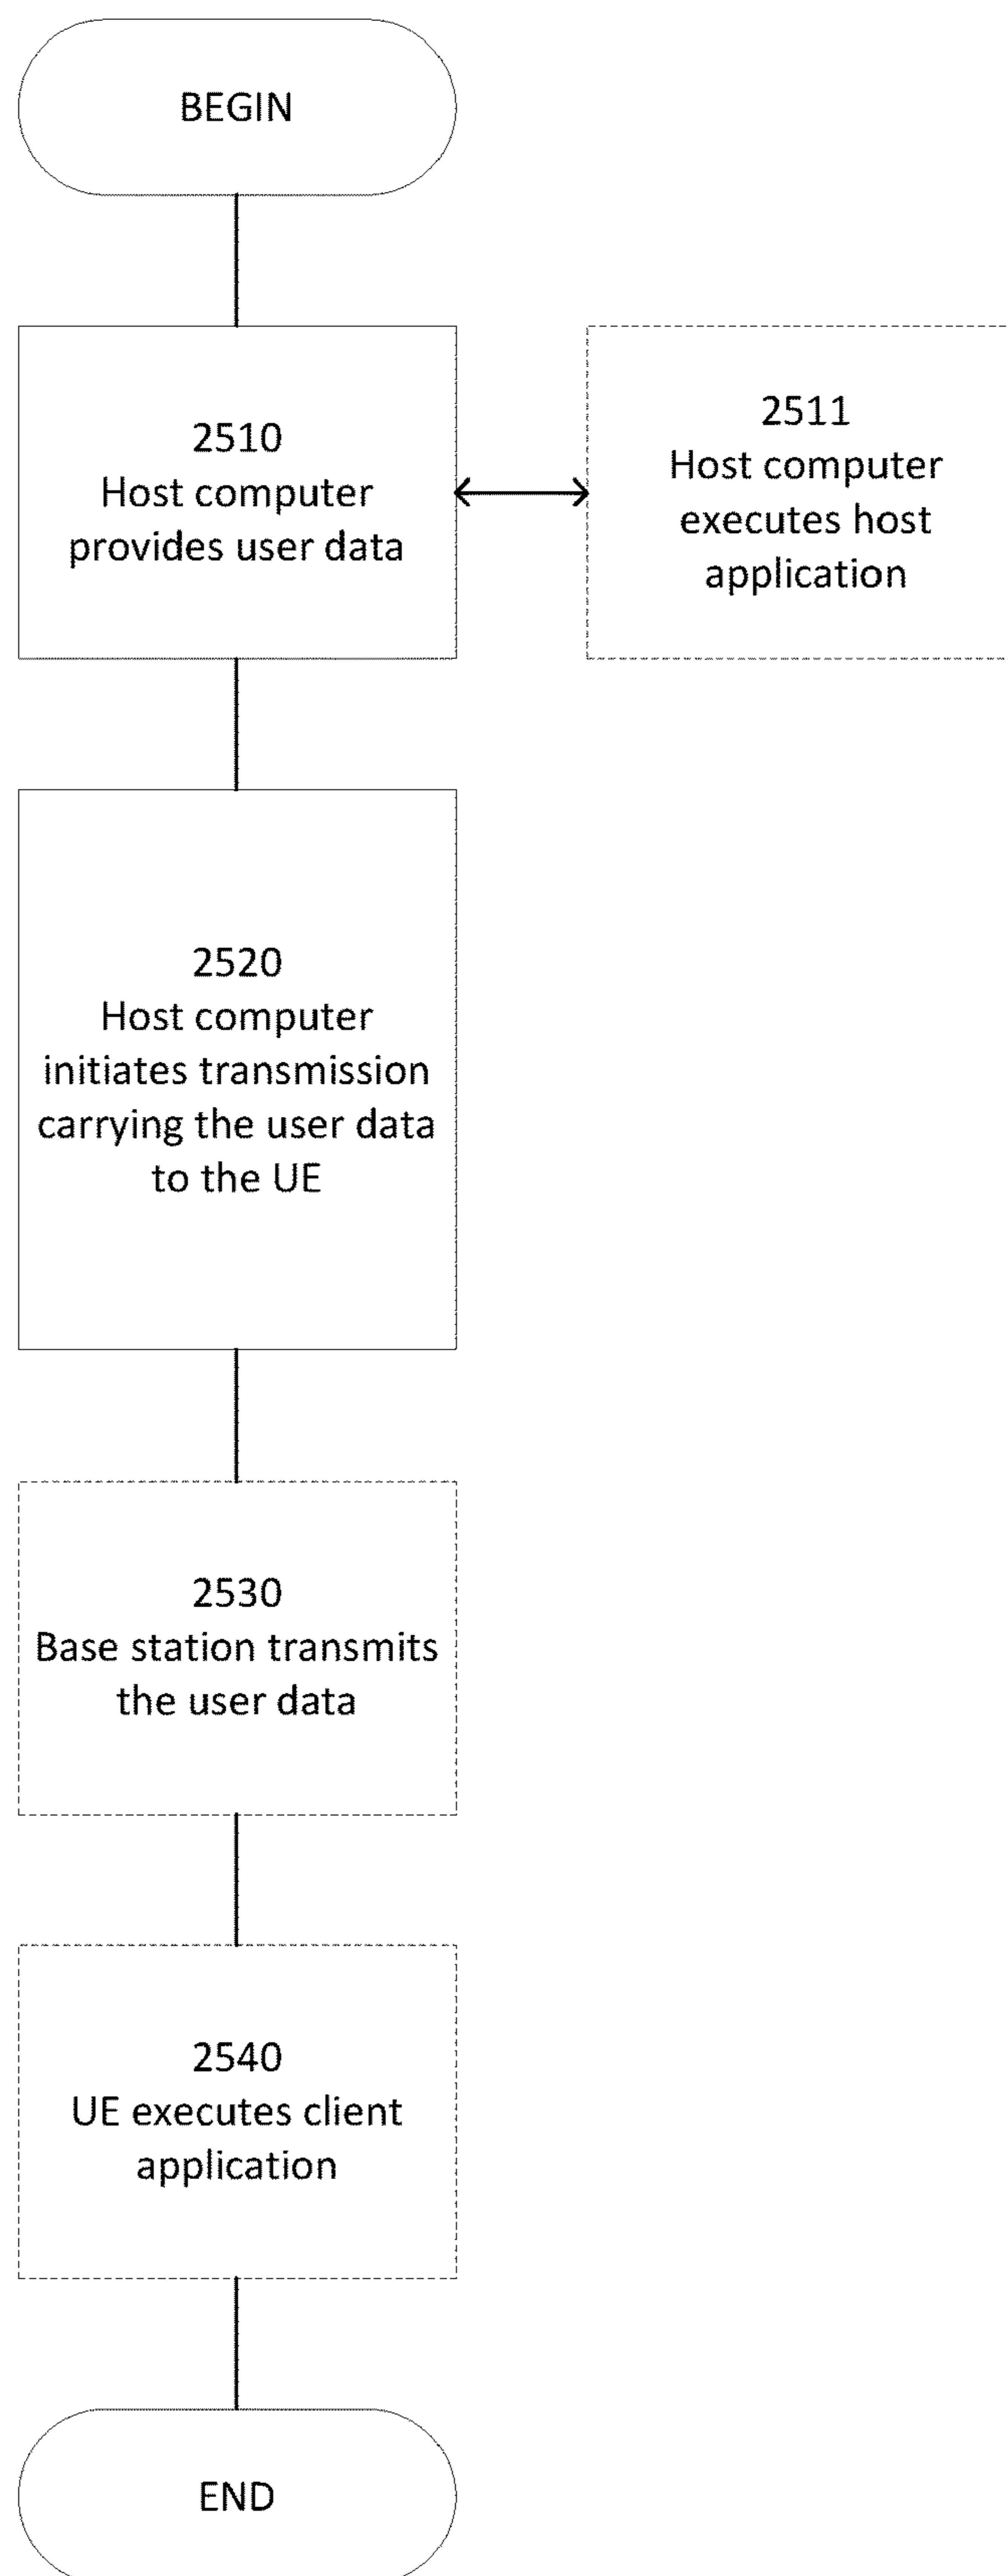 BEGIN
2510
Host computer
provides user data
2511
Host computer
executes host
application
2520
Host computer
initiates transmission
carrying the user data
to the UE
2530
Base station transmits
the user data
2540
UE executes client
application
END